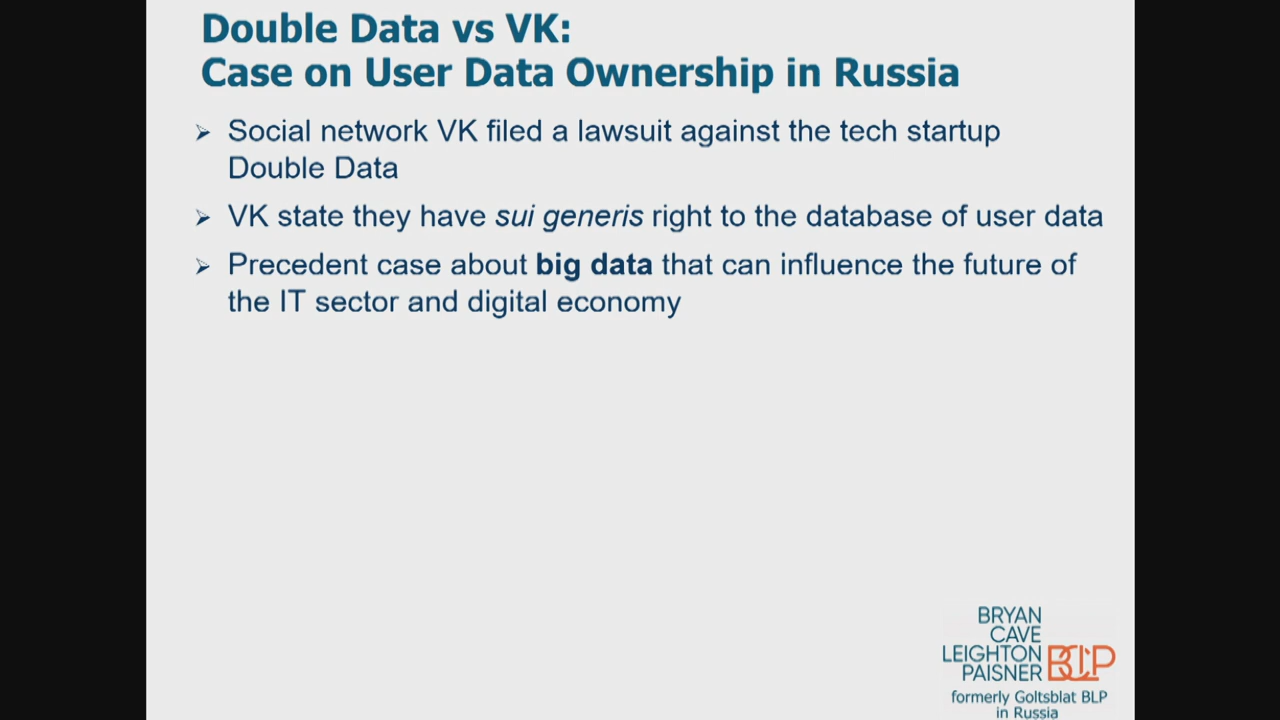 Double Data vs VK:
Case on User Data Ownership in Russia
➢ Social network VK filed a lawsuit against the tech startup
Double Data
➢ VK state they have sui generis right to the database of user data
➢ Precedent case about big data that can influence the future of
the IT sector and digital economy
BRYAN
CAVE
LEIGHTON
PAISNER
BCLP
formerly Goltsblat BLP
in Russia